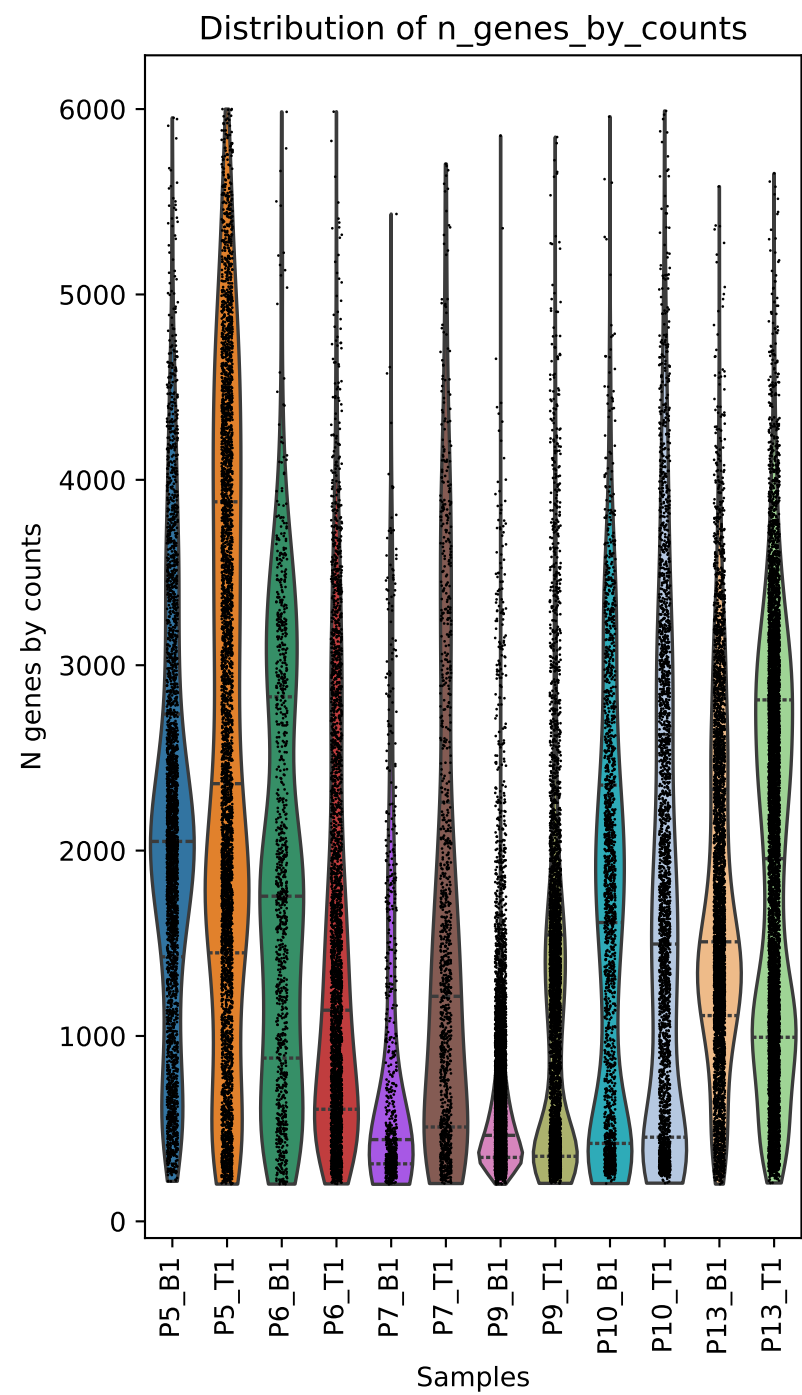 Distribution of n_genes_by_counts
N genes by counts
6000
5000
4000
3000
2000
1000
0
P5_B1
P5_T1
P6_B1
P6_T1
P7_B1
P7_T1
P9_B1
P9_T1
P10_B1
P10_T1
P13_B1
P13_T1
Samples